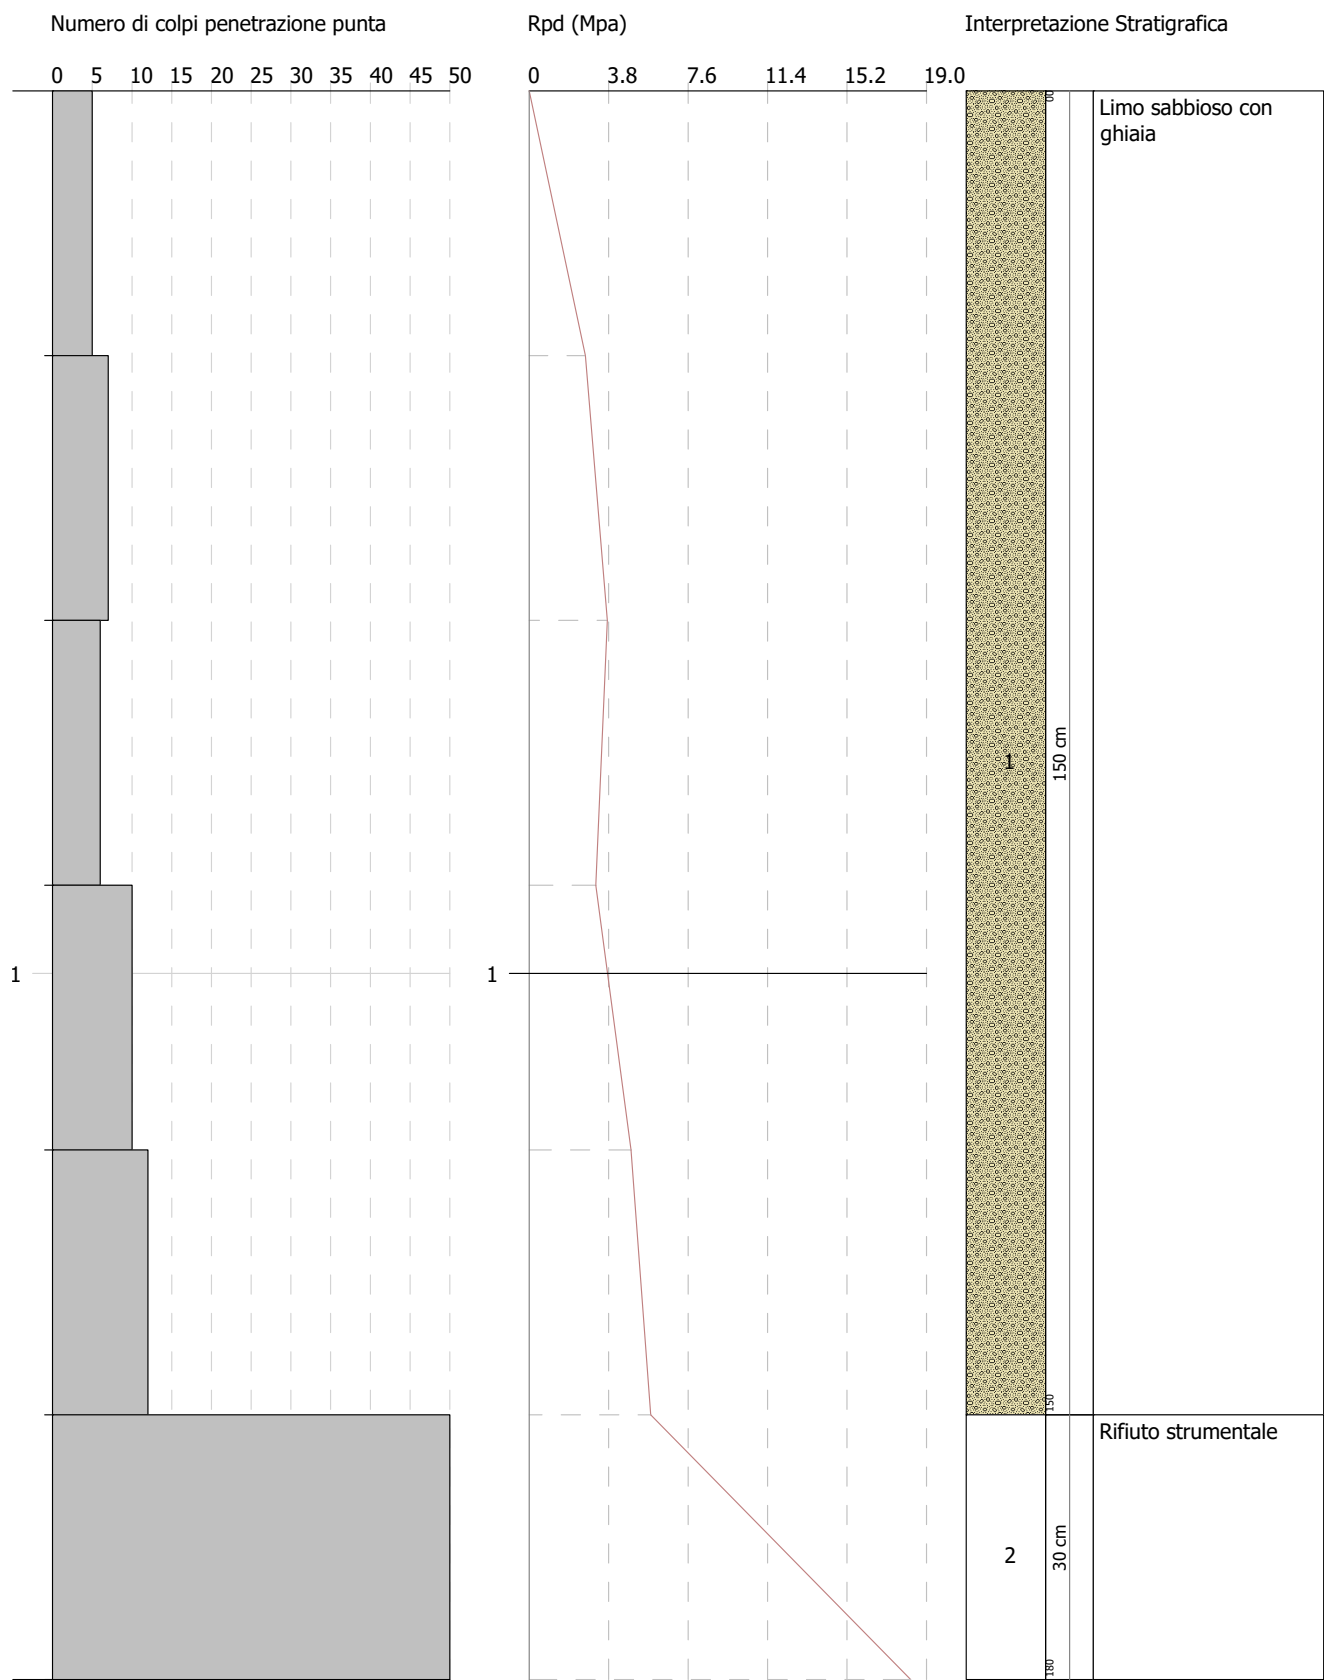 Numero di colpi penetrazione punta
Rpd (Mpa)
Interpretazione Stratigrafica
0 5 10 15 20 25 30 35 40 45 50
0 3.8 7.6 11.4 15.2 19.0
00
Limo sabbioso con
ghiaia
1
150 cm
1
1
150
Rifiuto strumentale
2
30 cm
180